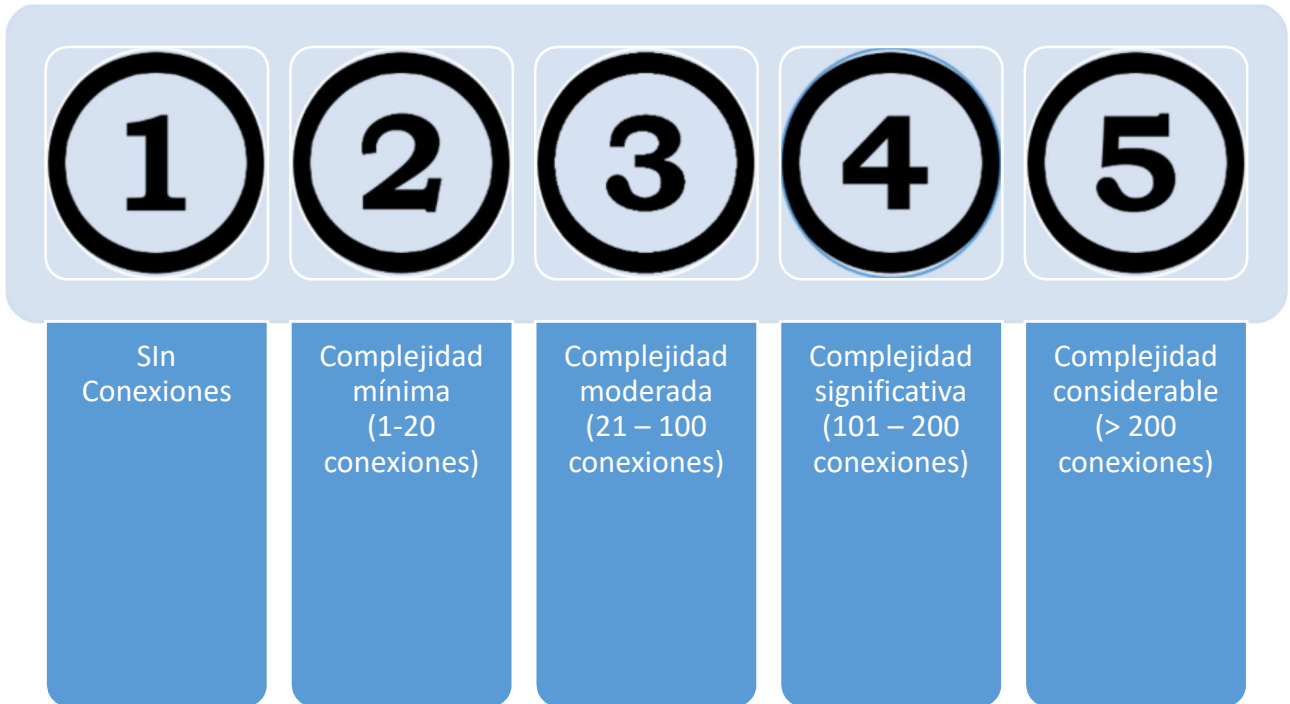 1
2
3
4
5
SIn
Conexiones
Complejidad
mínima
(1-20
conexiones)
Complejidad
moderada
(21 – 100
conexiones)
Complejidad
significativa
(101 – 200
conexiones)
Complejidad
considerable
(> 200
conexiones)